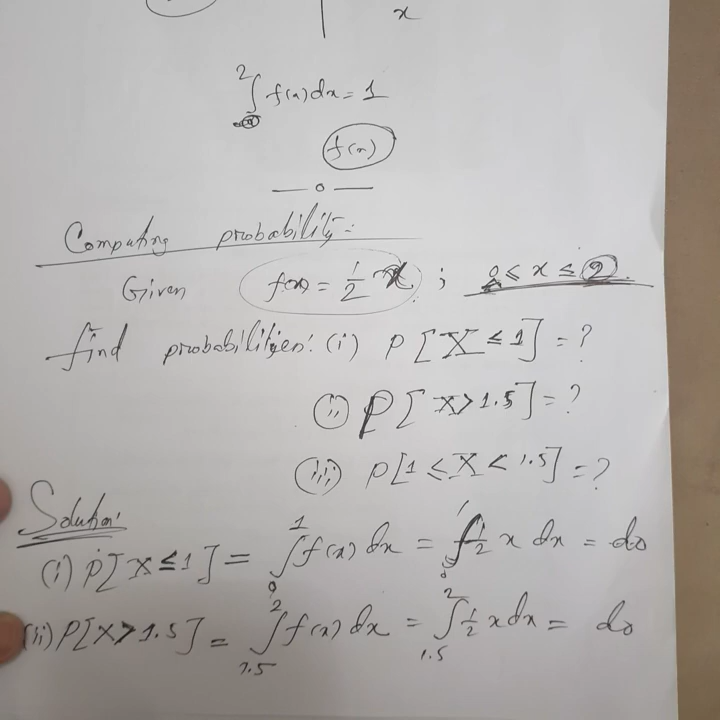 x
2
∫ f(x)dx = 1
0
f(x)
— o —
Computing probability:
Given f(x) = 1/2 x ; 0 ≤ x ≤ 2.
find probabilities: (i) P[X ≤ 1] = ?
(ii) P[X > 1.5] = ?
(iii) P[1 ≤ X < 1.5] = ?
Solution:
(i) P[X ≤ 1] = ∫₀¹ f(x) dx = ∫₀¹ 1/2 x dx = do
(ii) P[X > 1.5] = ∫₁.₅² f(x) dx = ∫₁.₅² 1/2 x dx = do